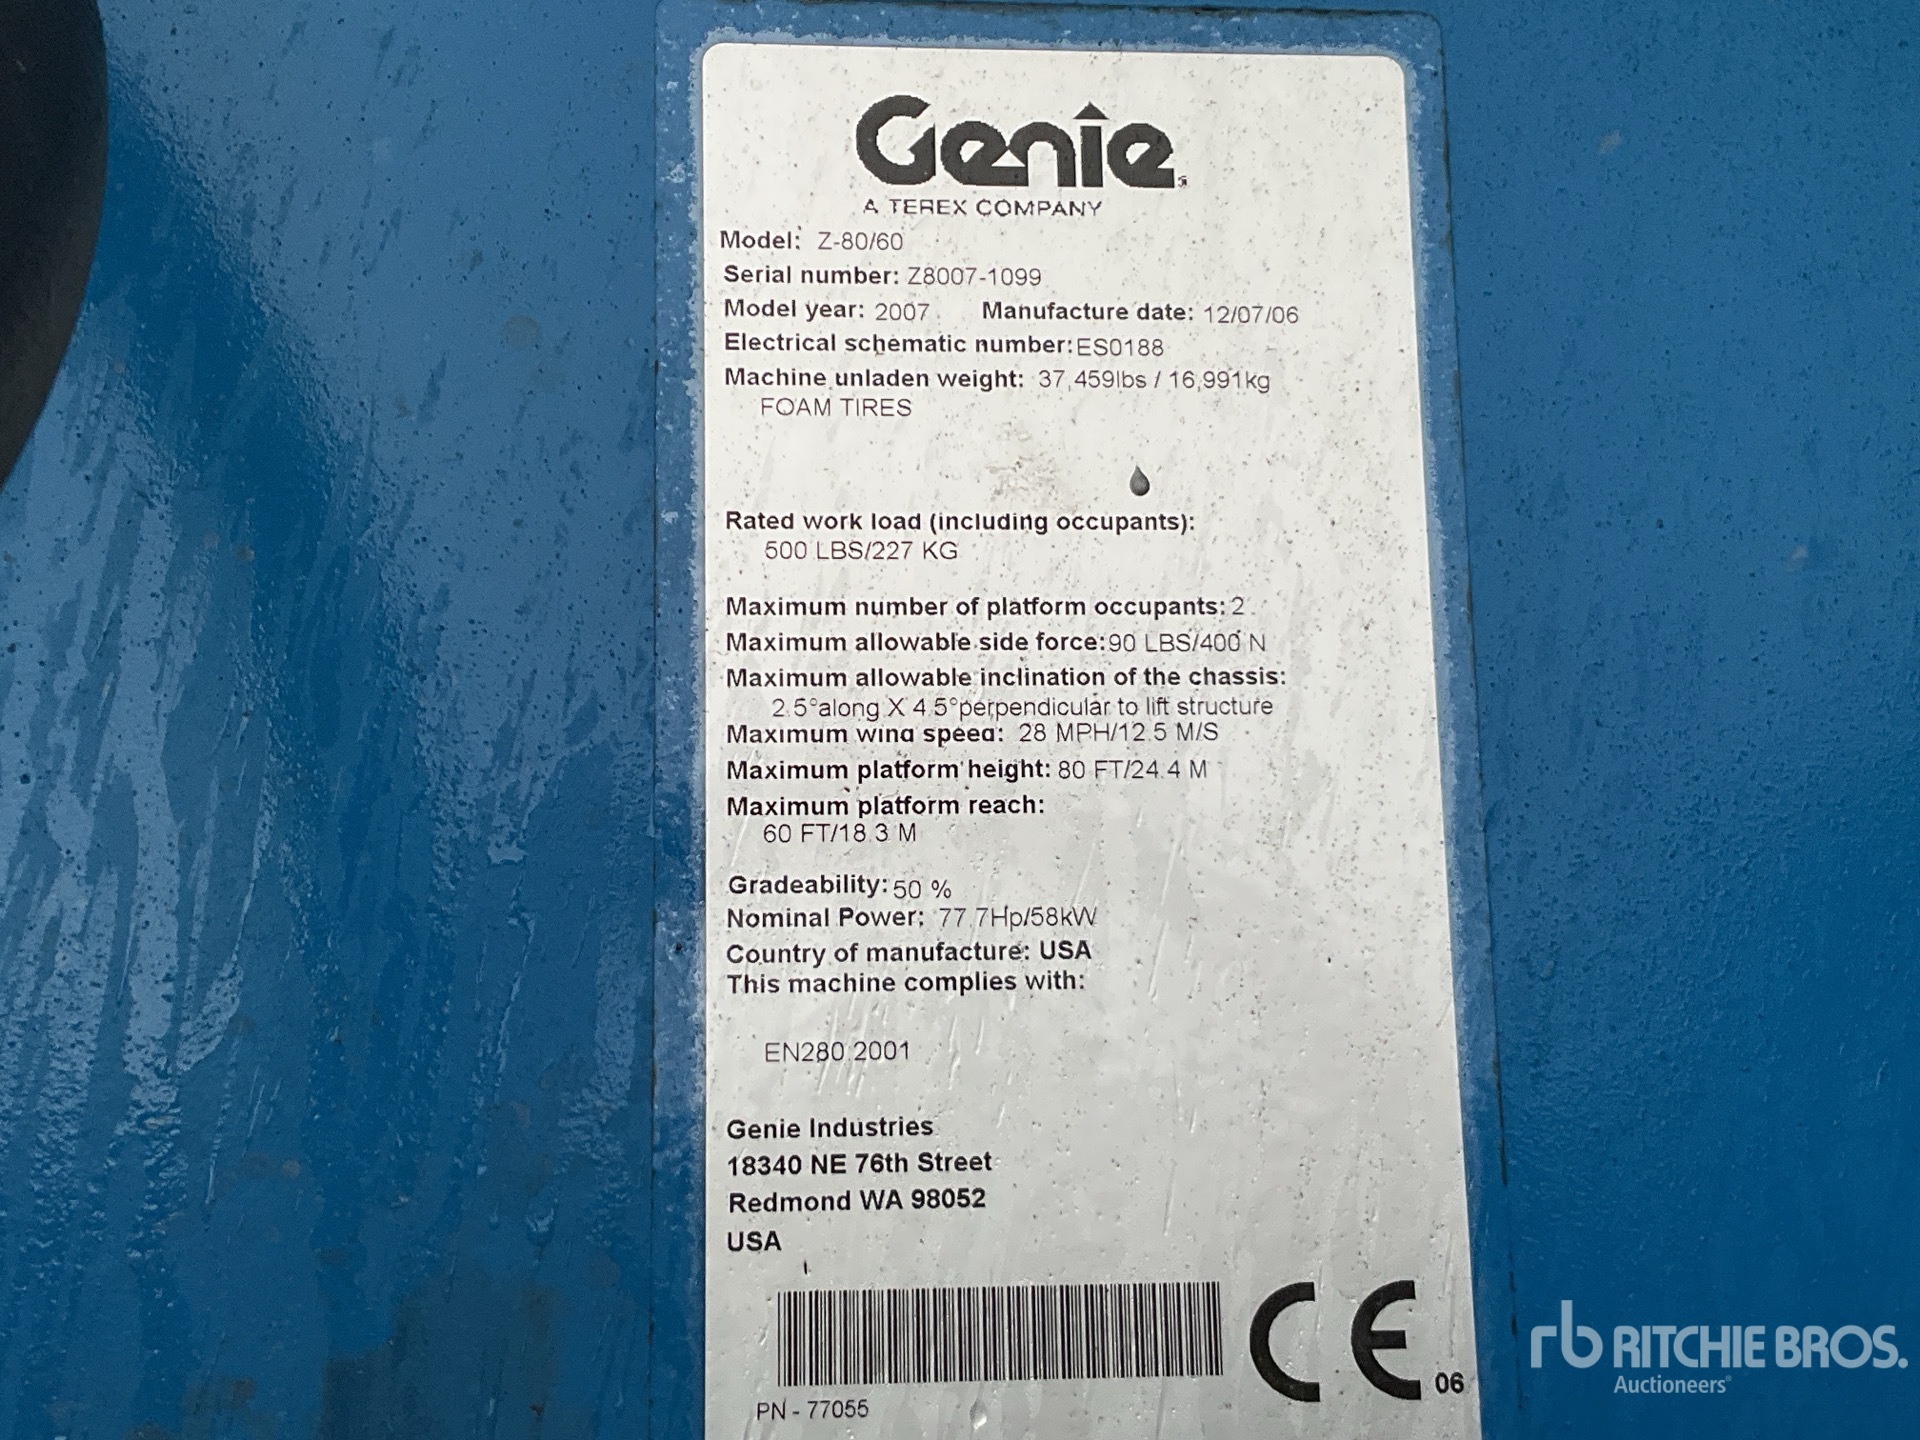 Genie
A TEREX COMPANY
Model: Z-80/60
Serial number: Z8007-1099
Model year: 2007 Manufacture date: 12/07/06
Electrical schematic number: ES0188
Machine unladen weight: 37,459lbs / 16,991kg
FOAM TIRES
Rated work load (including occupants):
500 LBS/227 KG
Maximum number of platform occupants: 2
Maximum allowable side force: 90 LBS/400 N
Maximum allowable inclination of the chassis:
2.5°along X 4.5°perpendicular to lift structure
Maximum wind speed: 28 MPH/12.5 M/S
Maximum platform height: 80 FT/24.4 M
Maximum platform reach:
60 FT/18.3 M
Gradeability: 50 %
Nominal Power: 77.7Hp/58kW
Country of manufacture: USA
This machine complies with:
EN280:2001
Genie Industries
18340 NE 76th Street
Redmond WA 98052
USA
CE 06
PN - 77055
rb RITCHIE BROS.
Auctioneers®